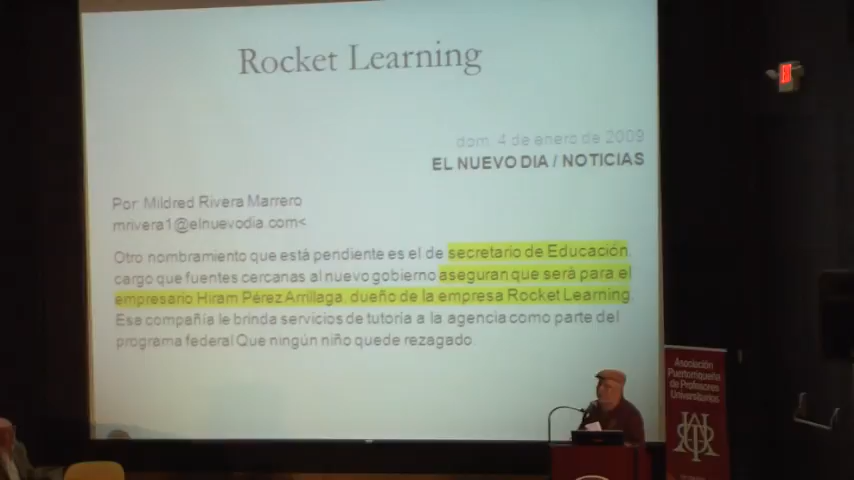 Rocket Learning
dom, 4 de enero de 2009
EL NUEVO DIA / NOTICIAS
Por Mildred Rivera Marrero
mrivera1@elnuevodia.com<
Otro nombramiento que está pendiente es el de secretario de Educación,
cargo que fuentes cercanas al nuevo gobierno aseguran que será para el
empresario Hiram Pérez Arrillaga, dueño de la empresa Rocket Learning.
Esa compañía le brinda servicios de tutoría a la agencia como parte del
programa federal Que ningún niño quede rezagado
Asociación
Puertorriqueña
de Profesores
Universitarios